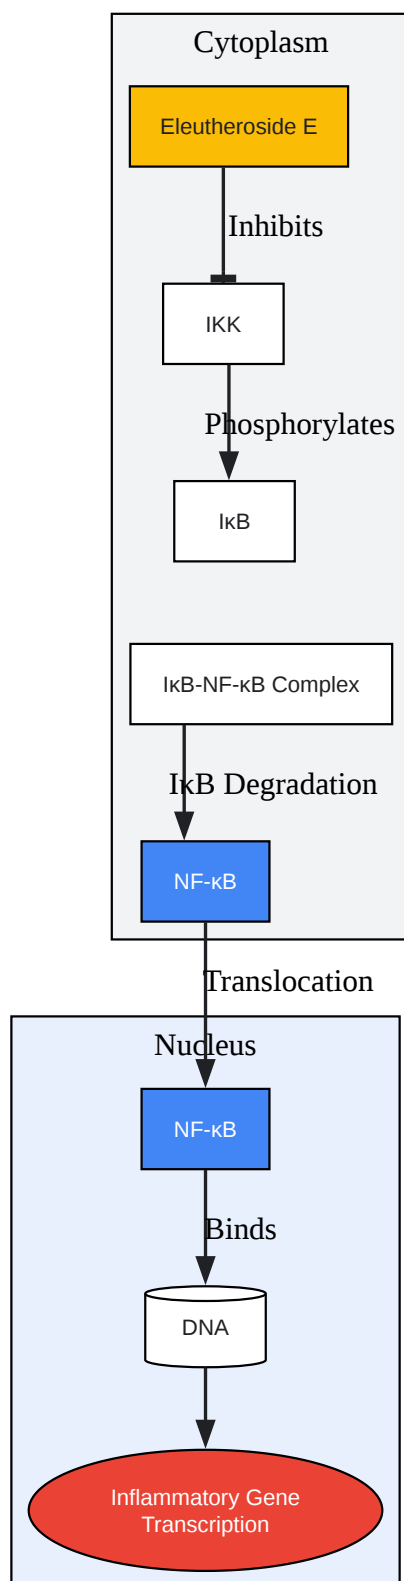 Cytoplasm
Eleutheroside E
Inhibits
IKK
Phosphorylates
IκB
IκB-NF-κB Complex
IκB Degradation
NF-κB
Translocation
Nucleus
NF-κB
Binds
DNA
Inflammatory Gene
Transcription